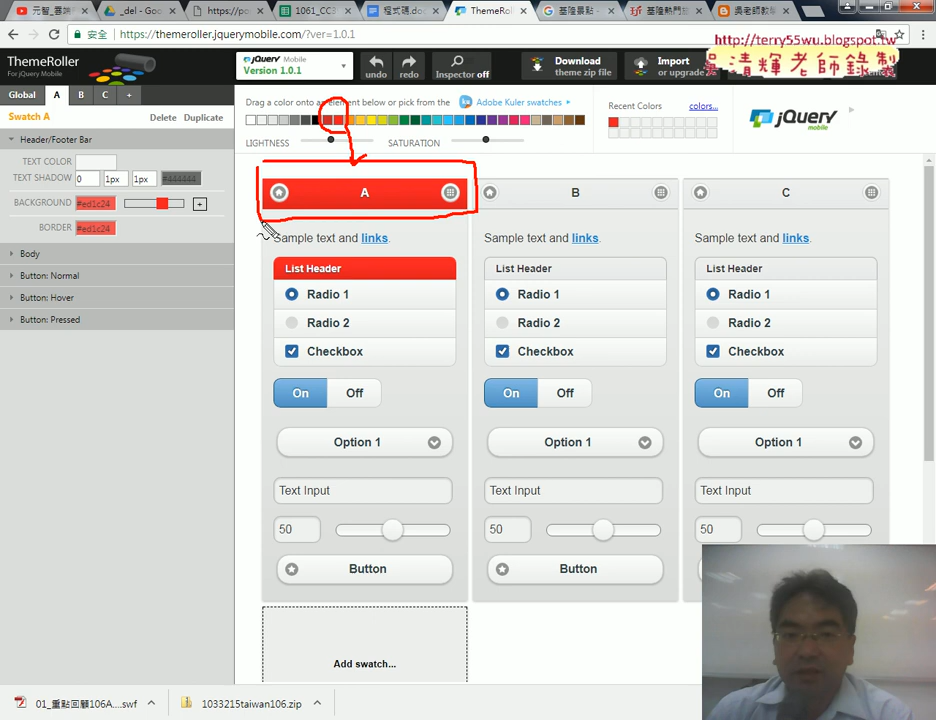 元智_雲端
_del - Goo
https://po
1061_CC3
程式碼.doc
ThemeRoll
基隆景點 -
基隆熱門旅
吳老師教
安全
https://themeroller.jquerymobile.com/?ver=1.0.1
http://terry55wu.blogspot.tw
吳清輝老師錄製
ThemeRoller
For jQuery Mobile
jQuery mobile
Version 1.0.1
undo
redo
Inspector off
Download
theme zip file
Import
or upgrade
Global
A
B
C
+
Swatch A
Delete
Duplicate
Header/Footer Bar
TEXT COLOR
TEXT SHADOW
0
1px
1px
#444444
BACKGROUND
#ed1c24
+
BORDER
#ed1c24
Body
Button: Normal
Button: Hover
Button: Pressed
Drag a color onto an element below or pick from the
Adobe Kuler swatches
LIGHTNESS
SATURATION
Recent Colors
colors...
jQuery
mobile
A
Sample text and links.
List Header
Radio 1
Radio 2
Checkbox
On
Off
Option 1
Text Input
50
Button
B
Sample text and links.
List Header
Radio 1
Radio 2
Checkbox
On
Off
Option 1
Text Input
50
Button
C
Sample text and links.
List Header
Radio 1
Radio 2
Checkbox
On
Off
Option 1
Text Input
50
Add swatch...
01_重點回顧106A....swf
1033215taiwan106.zip